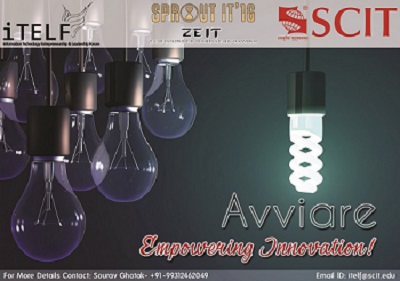 iTELF
Information Technology Entrepreneurship & Leadership Forum
SPROUT IT'16
ZEIT
SCIT
Avviare
Empowering Innovation!
For More Details Contact: Sourav Ghatak- +91-99312462049
Email ID: itelf@scit.edu